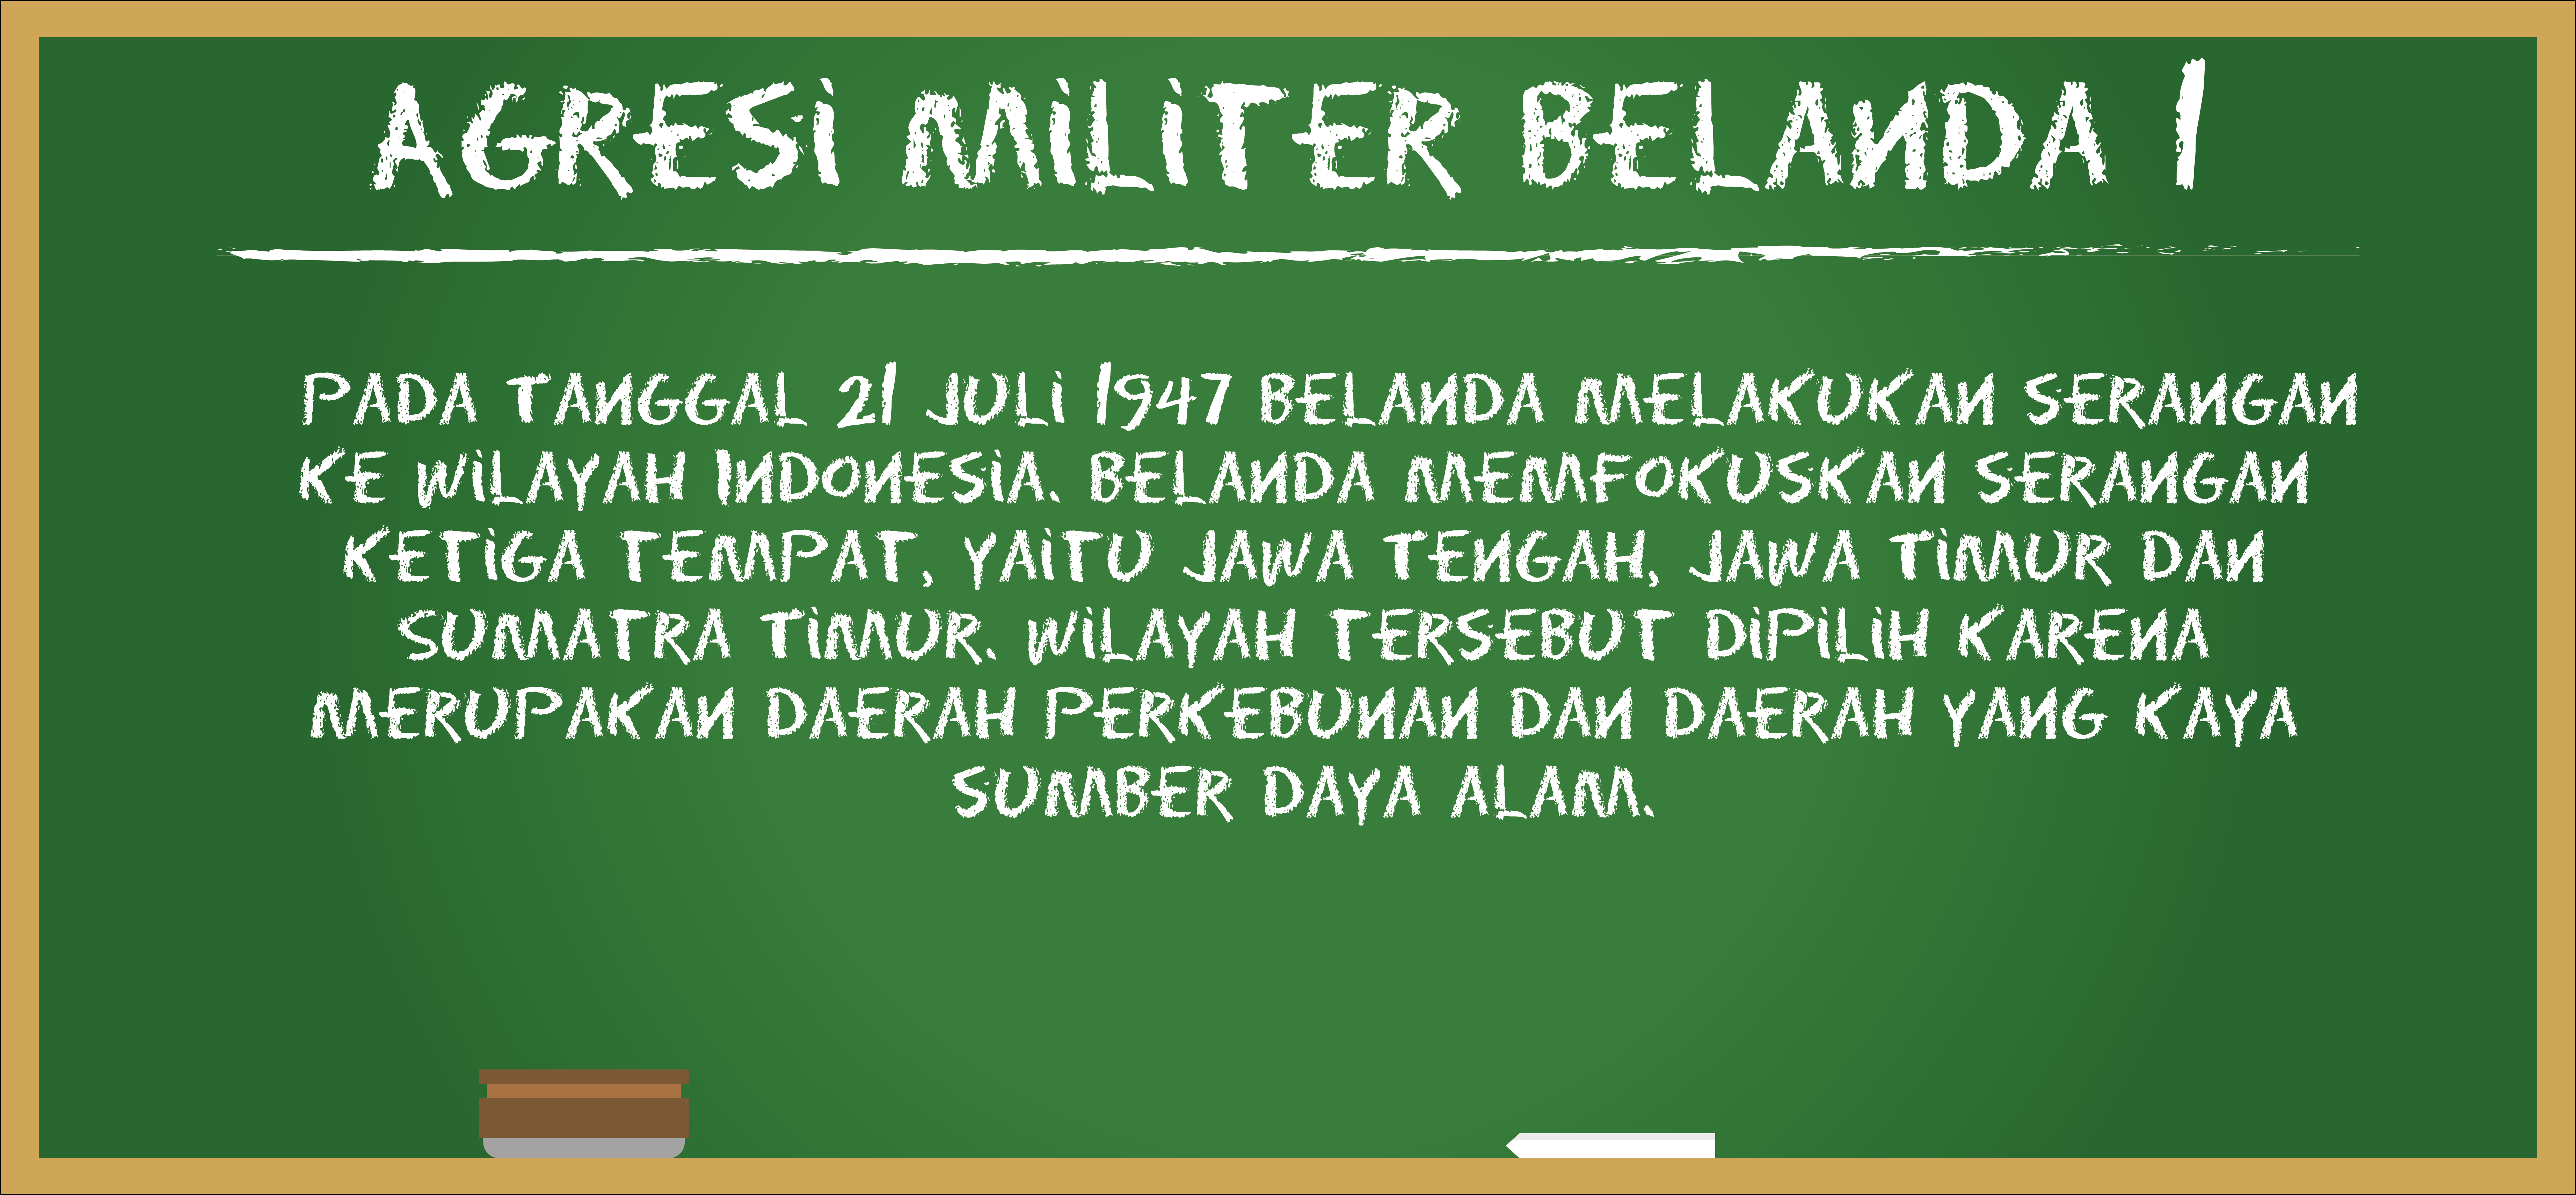 AGRESI MILITER BELANDA 1
PADA TANGGAL 21 JULI 1947 BELANDA MELAKUKAN SERANGAN
KE WILAYAH INDONESIA. BELANDA MEMFOKUSKAN SERANGAN
KETIGA TEMPAT, YAITU JAWA TENGAH, JAWA TIMUR DAN
SUMATRA TIMUR. WILAYAH TERSEBUT DIPILIH KARENA
MERUPAKAN DAERAH PERKEBUNAN DAN DAERAH YANG KAYA
SUMBER DAYA ALAM.